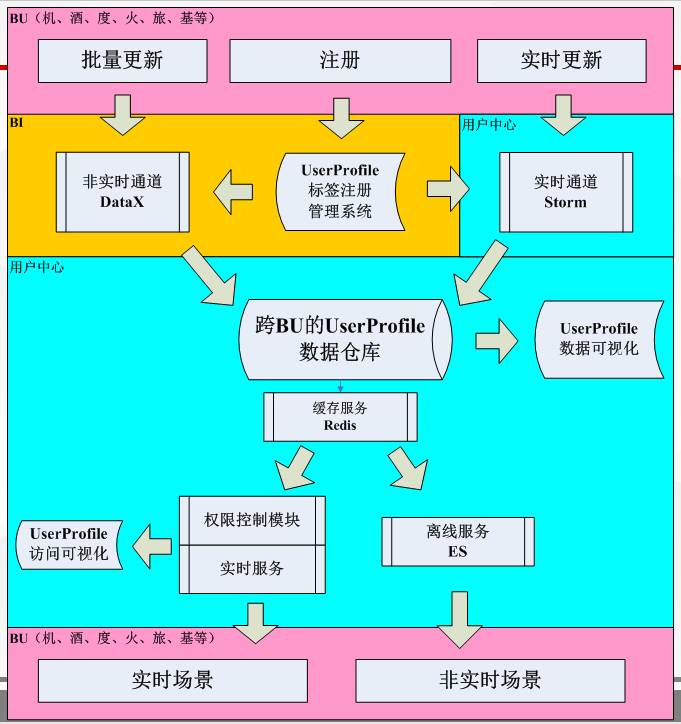 BU（机、酒、度、火、旅、基等）
批量更新
注册
实时更新
BI
用户中心
非实时通道
DataX
UserProfile
标签注册
管理系统
实时通道
Storm
用户中心
跨BU的UserProfile
数据仓库
UserProfile
数据可视化
缓存服务
Redis
权限控制模块
实时服务
UserProfile
访问可视化
离线服务
ES
BU（机、酒、度、火、旅、基等）
实时场景
非实时场景